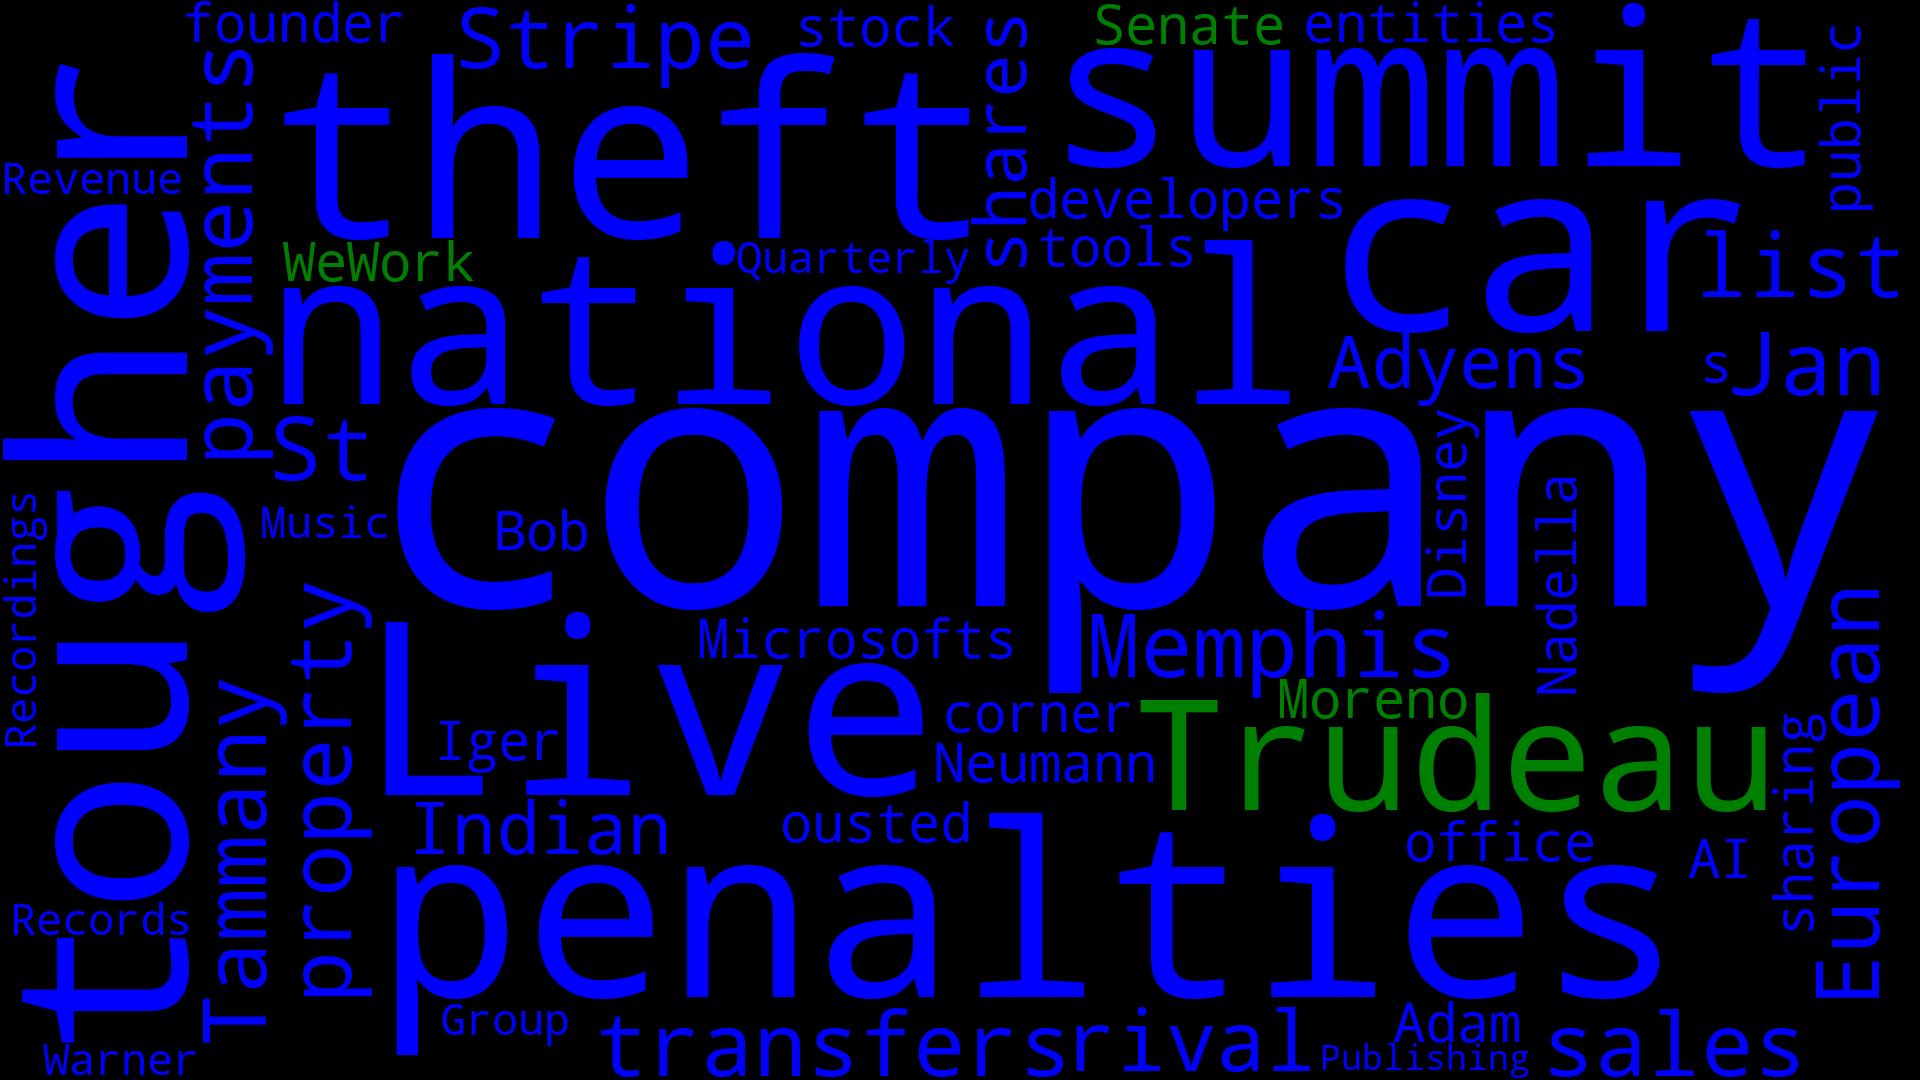 founder
Stripe
stock
Senate
entities
public
theft
shares
summit
payments
Revenue
developers
car
list
tougher
WeWork
Quarterly
tools
national
Adyens
s
Jan
St
company
Disney
Nadella
Music
Bob
Recordings
property
Microsofts
Memphis
European
Live
Moreno
Iger
corner
Neumann
Trudeau
sharing
Tammany
Indian
ousted
office
AI
penalties
Records
Group
transfers
rival
Adam
Publishing
sales
Warner